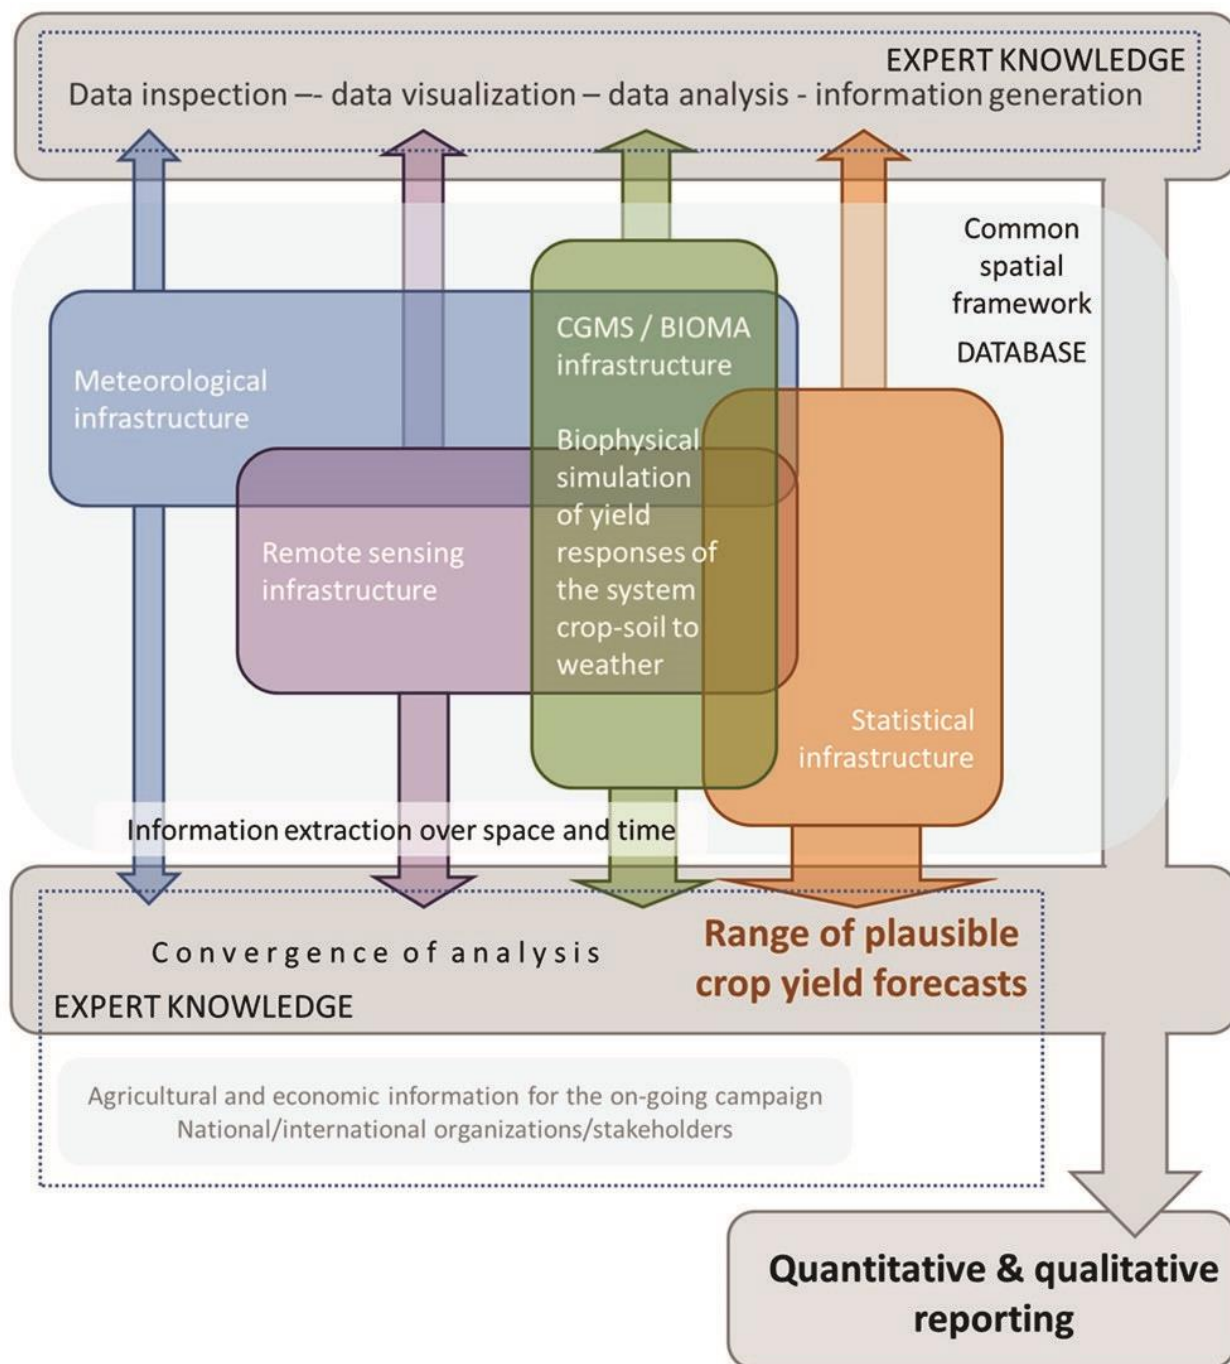 EXPERT KNOWLEDGE
Data inspection –- data visualization – data analysis - information generation
Common
spatial
framework
DATABASE
CGMS / BIOMA
infrastructure
Meteorological
infrastructure
Biophysical
simulation
of yield
responses of
the system
crop-soil to
weather
Remote sensing
infrastructure
Statistical
infrastructure
Information extraction over space and time
Convergence of analysis
Range of plausible
crop yield forecasts
EXPERT KNOWLEDGE
Agricultural and economic information for the on-going campaign
National/international organizations/stakeholders
Quantitative & qualitative
reporting